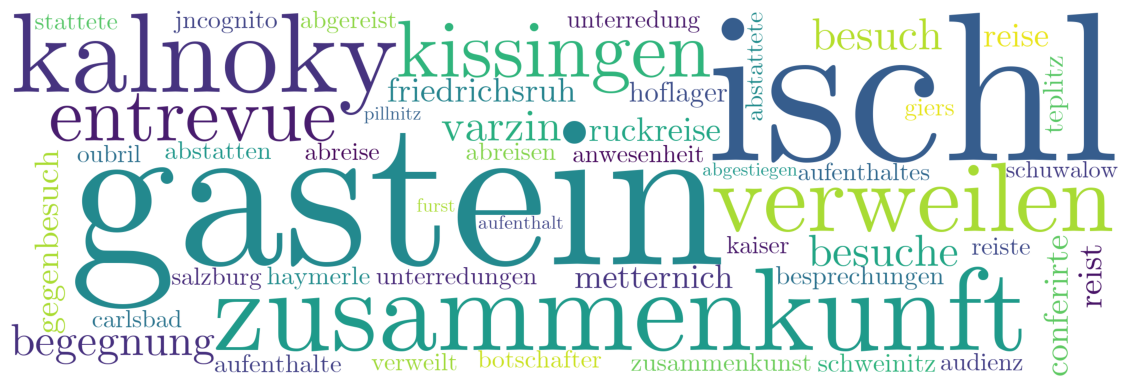 stattete jncognito abgereist unterredung
kalnoky kissingen ischl besuch reise
abstattete
teplitz
giers
friedrichsruh hoflager
entrevue pillnitz
varzin ruckreise
oubril abstatten abreise abreisen anwesenheit
abgestiegen aufenthaltes schuwalow
gegenbesuch
gastein verweilen
furst
aufenthalt
kaiser besuche reiste
conferirte
reist
salzburg haymerle unterredungen metternich besprechungen
carlsbad zusammenkunft
begegnung
aufenthalte verweilt botschafter zusammenkunst schweinitz audienz